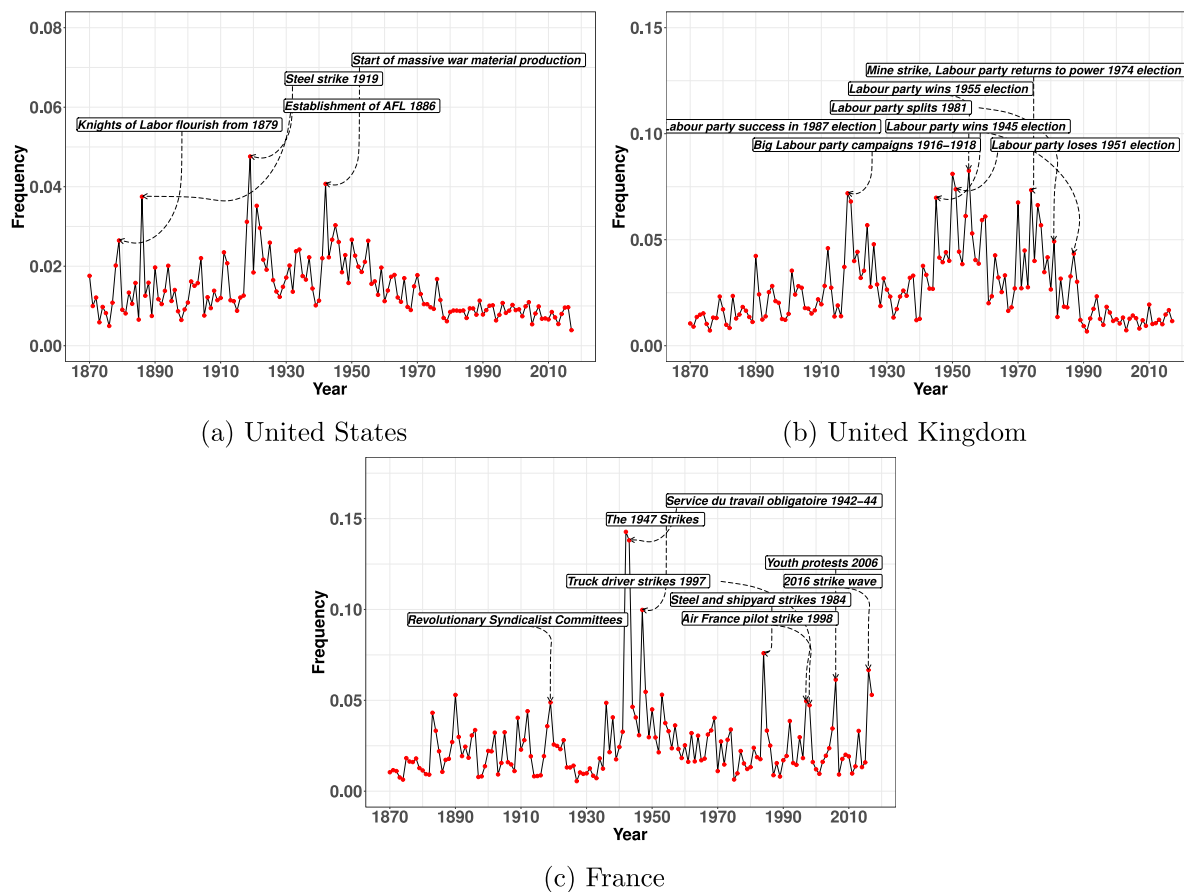 0.08
0.06
0.04
0.02
0.00
Frequency
Start of massive war material production
Steel strike 1919
Establishment of AFL 1886
Knights of Labor flourish from 1879
1870 1890 1910 1930 1950 1970 1990 2010
Year
(a) United States
0.15
0.10
0.05
0.00
Frequency
Mine strike, Labour party returns to power 1974 election
Labour party wins 1955 election
Labour party splits 1981
abour party success in 1987 election
Labour party wins 1945 election
Big Labour party campaigns 1916−1918
Labour party loses 1951 election
1870 1890 1910 1930 1950 1970 1990 2010
Year
(b) United Kingdom
0.15
0.10
0.05
0.00
Frequency
Service du travail obligatoire 1942−44
The 1947 Strikes
Youth protests 2006
Truck driver strikes 1997
2016 strike wave
Steel and shipyard strikes 1984
Revolutionary Syndicalist Committees
Air France pilot strike 1998
1870 1890 1910 1930 1950 1970 1990 2010
Year
(c) France